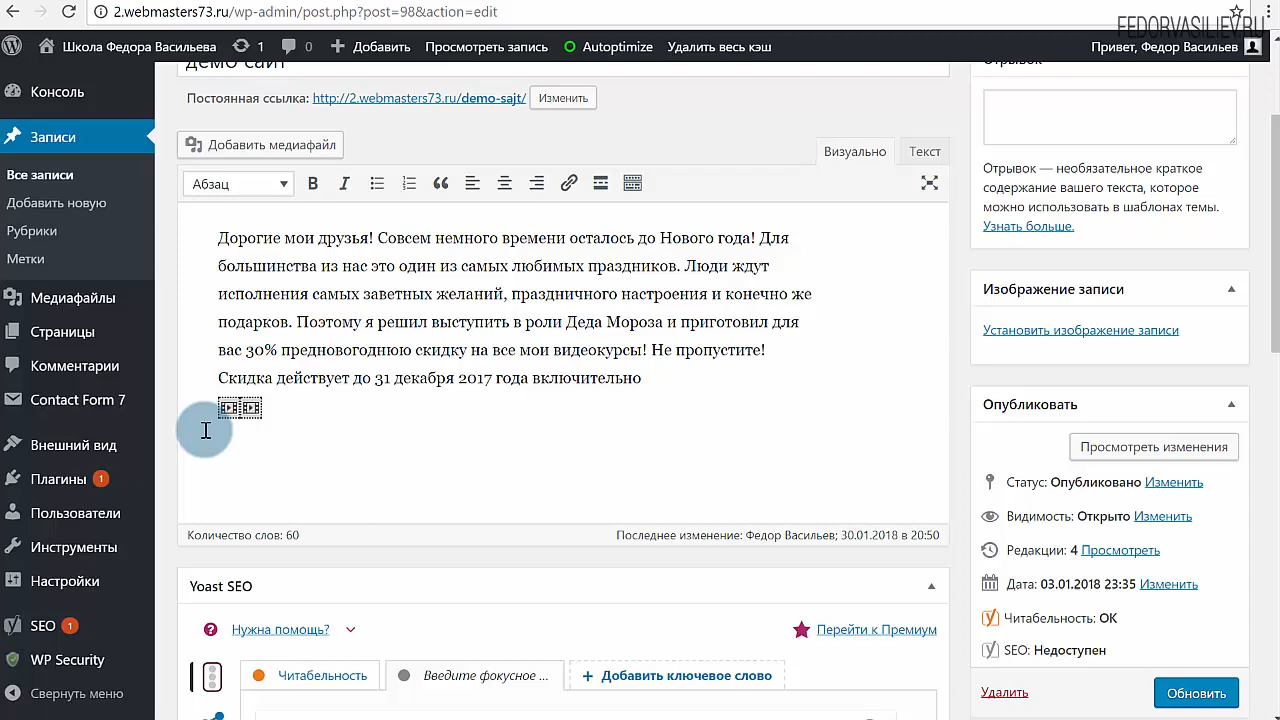 2.webmasters73.ru/wp-admin/post.php?post=98&action=edit
FEDORVASILIEV.RU
Школа Федора Васильева 1 0 Добавить Просмотреть запись Autoptimize Удалить весь кэш Привет, Федор Васильев
Консоль
Записи
Все записи
Добавить новую
Рубрики
Метки
Медиафайлы
Страницы
Комментарии
Contact Form 7
Внешний вид
Плагины 1
Пользователи
Инструменты
Настройки
SEO 1
WP Security
Свернуть меню
демо сайт
Постоянная ссылка: http://2.webmasters73.ru/demo-sajt/ Изменить
Добавить медиафайл
Визуально Текст
Абзац
Дорогие мои друзья! Совсем немного времени осталось до Нового года! Для
большинства из нас это один из самых любимых праздников. Люди ждут
исполнения самых заветных желаний, праздничного настроения и конечно же
подарков. Поэтому я решил выступить в роли Деда Мороза и приготовил для
вас 30% предновогоднюю скидку на все мои видеокурсы! Не пропустите!
Скидка действует до 31 декабря 2017 года включительно
Количество слов: 60 Последнее изменение: Федор Васильев; 30.01.2018 в 20:50
Yoast SEO
Нужна помощь? Перейти к Премиум
Читабельность Введите фокусное ... Добавить ключевое слово
Отрывок
Отрывок — необязательное краткое
содержание вашего текста, которое
можно использовать в шаблонах темы.
Узнать больше.
Изображение записи
Установить изображение записи
Опубликовать
Просмотреть изменения
Статус: Опубликовано Изменить
Видимость: Открыто Изменить
Редакции: 4 Просмотреть
Дата: 03.01.2018 23:35 Изменить
Читабельность: OK
SEO: Недоступен
Удалить Обновить